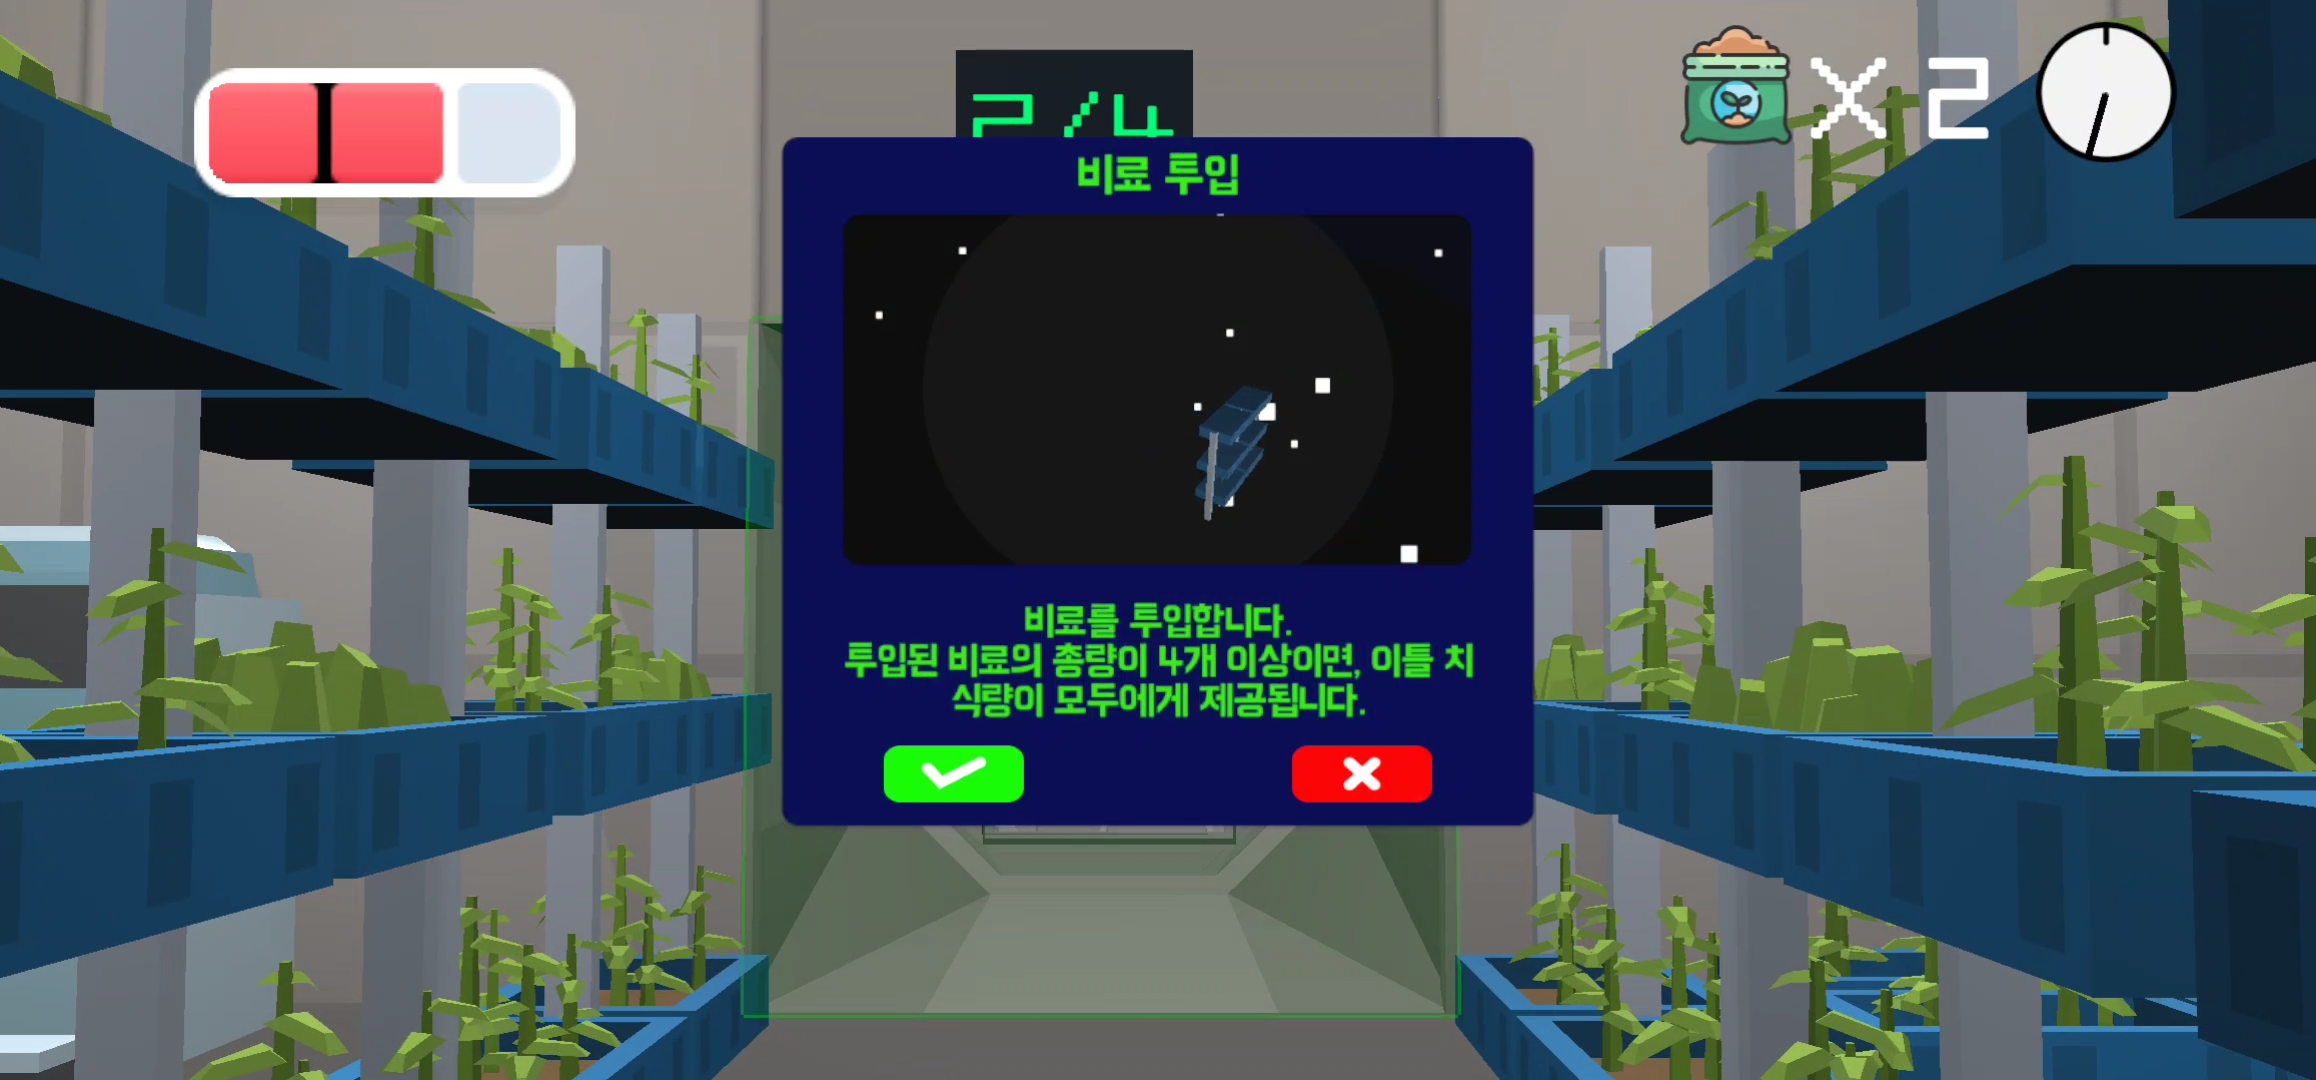 2/4
X 2
비료 투입
비료를 투입합니다.
투입된 비료의 총량이 4개 이상이면, 이틀 치
식량이 모두에게 제공됩니다.